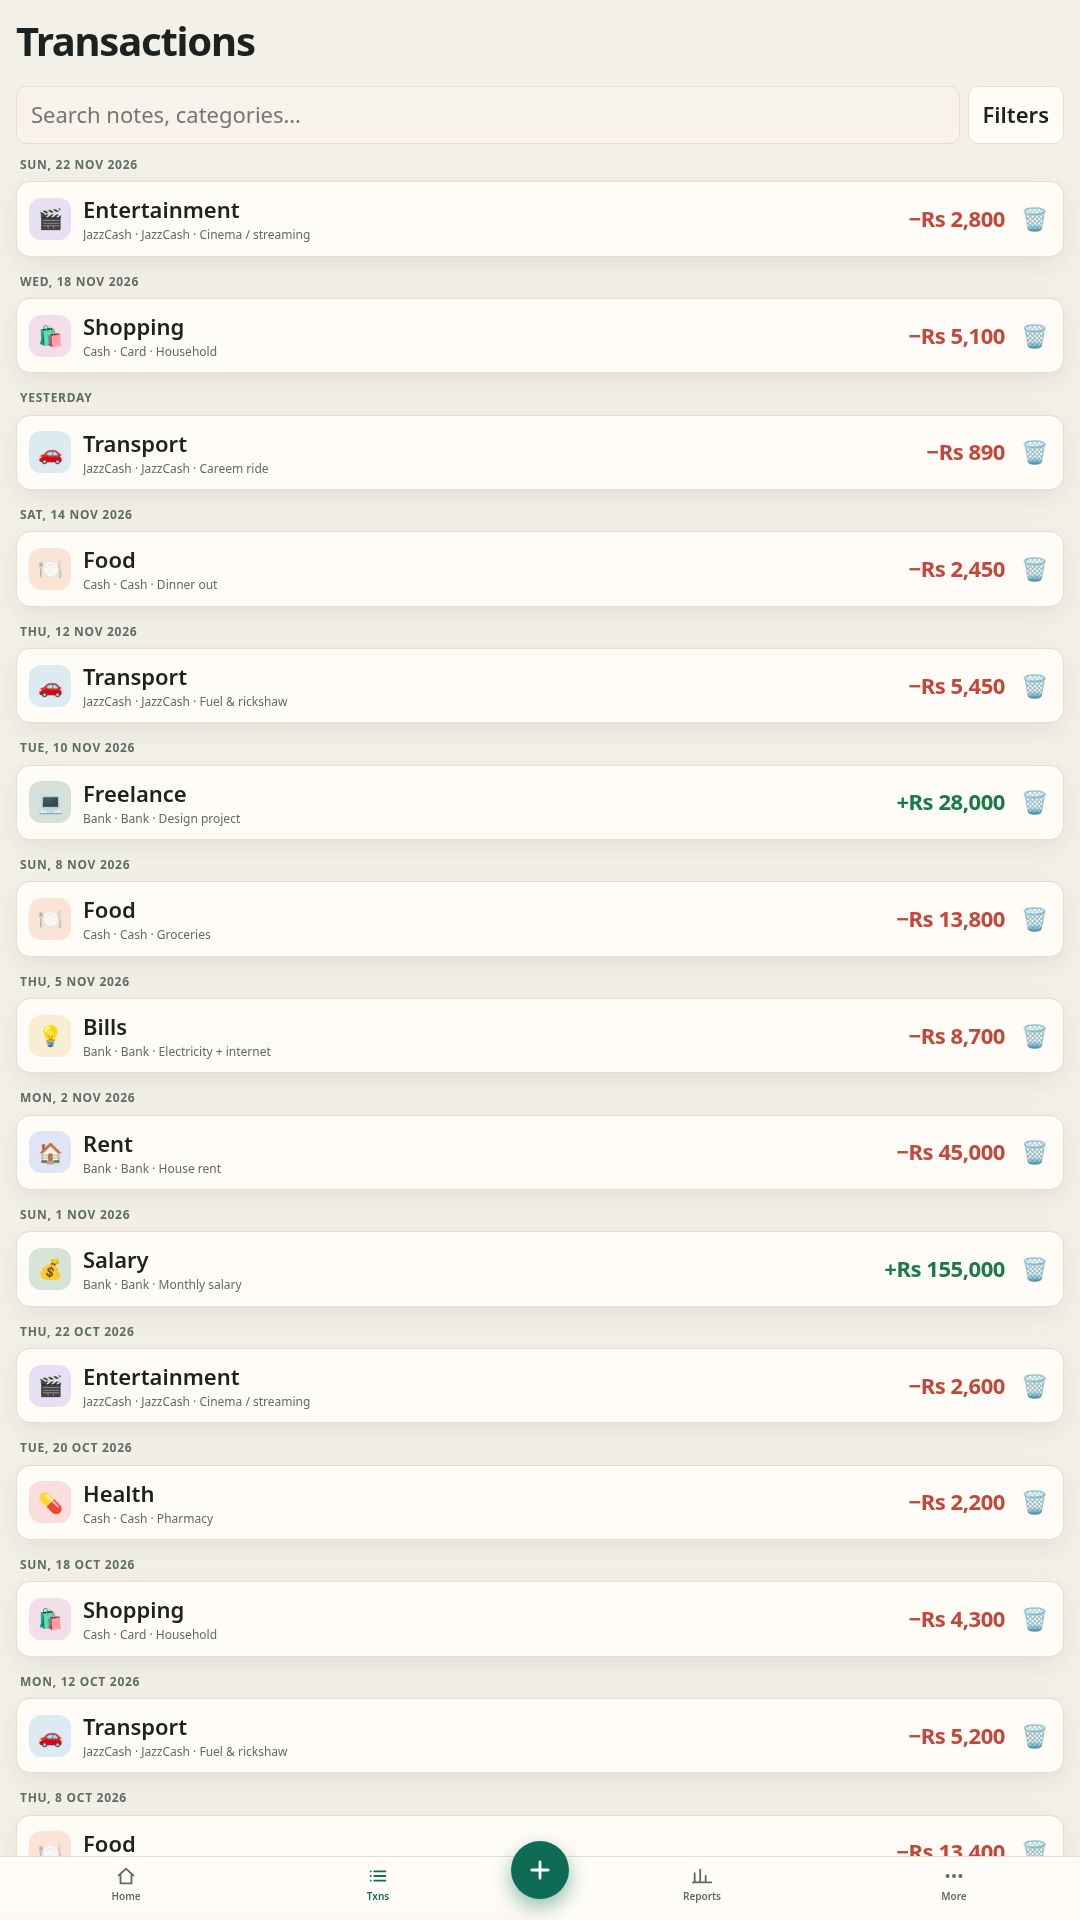 Transactions
Search notes, categories...
Filters
SUN, 22 NOV 2026
Entertainment
−Rs 2,800
JazzCash · JazzCash · Cinema / streaming
WED, 18 NOV 2026
Shopping
−Rs 5,100
Cash · Card · Household
YESTERDAY
Transport
−Rs 890
JazzCash · JazzCash · Careem ride
SAT, 14 NOV 2026
Food
−Rs 2,450
Cash · Cash · Dinner out
THU, 12 NOV 2026
Transport
−Rs 5,450
JazzCash · JazzCash · Fuel & rickshaw
TUE, 10 NOV 2026
Freelance
+Rs 28,000
Bank · Bank · Design project
SUN, 8 NOV 2026
Food
−Rs 13,800
Cash · Cash · Groceries
THU, 5 NOV 2026
Bills
−Rs 8,700
Bank · Bank · Electricity + internet
MON, 2 NOV 2026
Rent
−Rs 45,000
Bank · Bank · House rent
SUN, 1 NOV 2026
Salary
+Rs 155,000
Bank · Bank · Monthly salary
THU, 22 OCT 2026
Entertainment
−Rs 2,600
JazzCash · JazzCash · Cinema / streaming
TUE, 20 OCT 2026
Health
−Rs 2,200
Cash · Cash · Pharmacy
SUN, 18 OCT 2026
Shopping
−Rs 4,300
Cash · Card · Household
MON, 12 OCT 2026
Transport
−Rs 5,200
JazzCash · JazzCash · Fuel & rickshaw
THU, 8 OCT 2026
Food
−Rs 13,400
Home
Txns
+
Reports
More